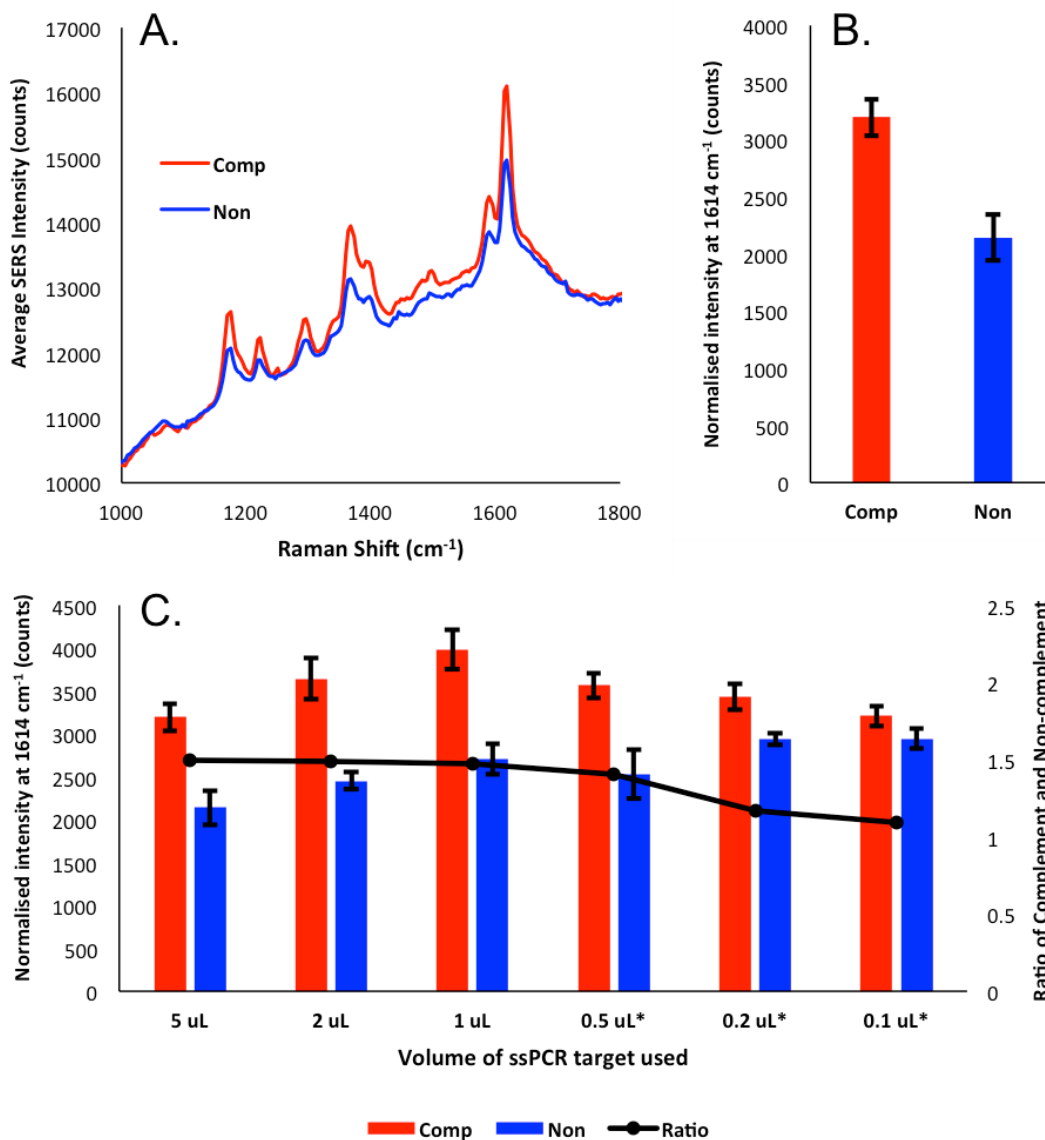 A.
Average SERS Intensity (counts)
17000
16000
15000
14000
13000
12000
11000
10000
Comp
Non
1000 1200 1400 1600 1800
Raman Shift (cm-1)
B.
Normalised intensity at 1614 cm-1 (counts)
4000
3500
3000
2500
2000
1500
1000
500
0
Comp Non
C.
Normalised intensity at 1614 cm-1 (counts)
4500
4000
3500
3000
2500
2000
1500
1000
500
0
2.5
2
1.5
1
0.5
0
Ratio of Complement and Non-complement
5 uL 2 uL 1 uL 0.5 uL* 0.2 uL* 0.1 uL*
Volume of ssPCR target used
Comp Non Ratio